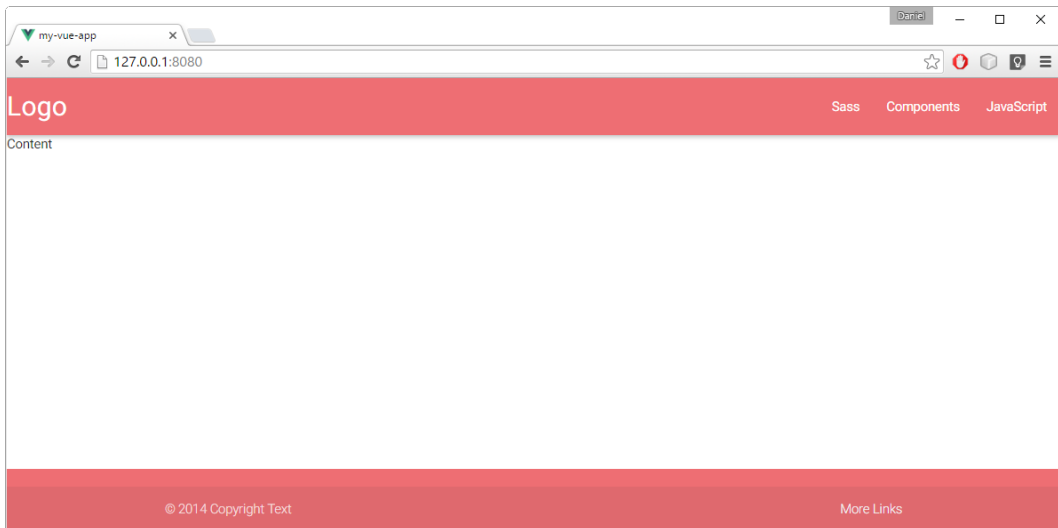 Daniel
my-vue-app
127.0.0.1:8080
Logo Sass Components JavaScript
Content
© 2014 Copyright Text More Links